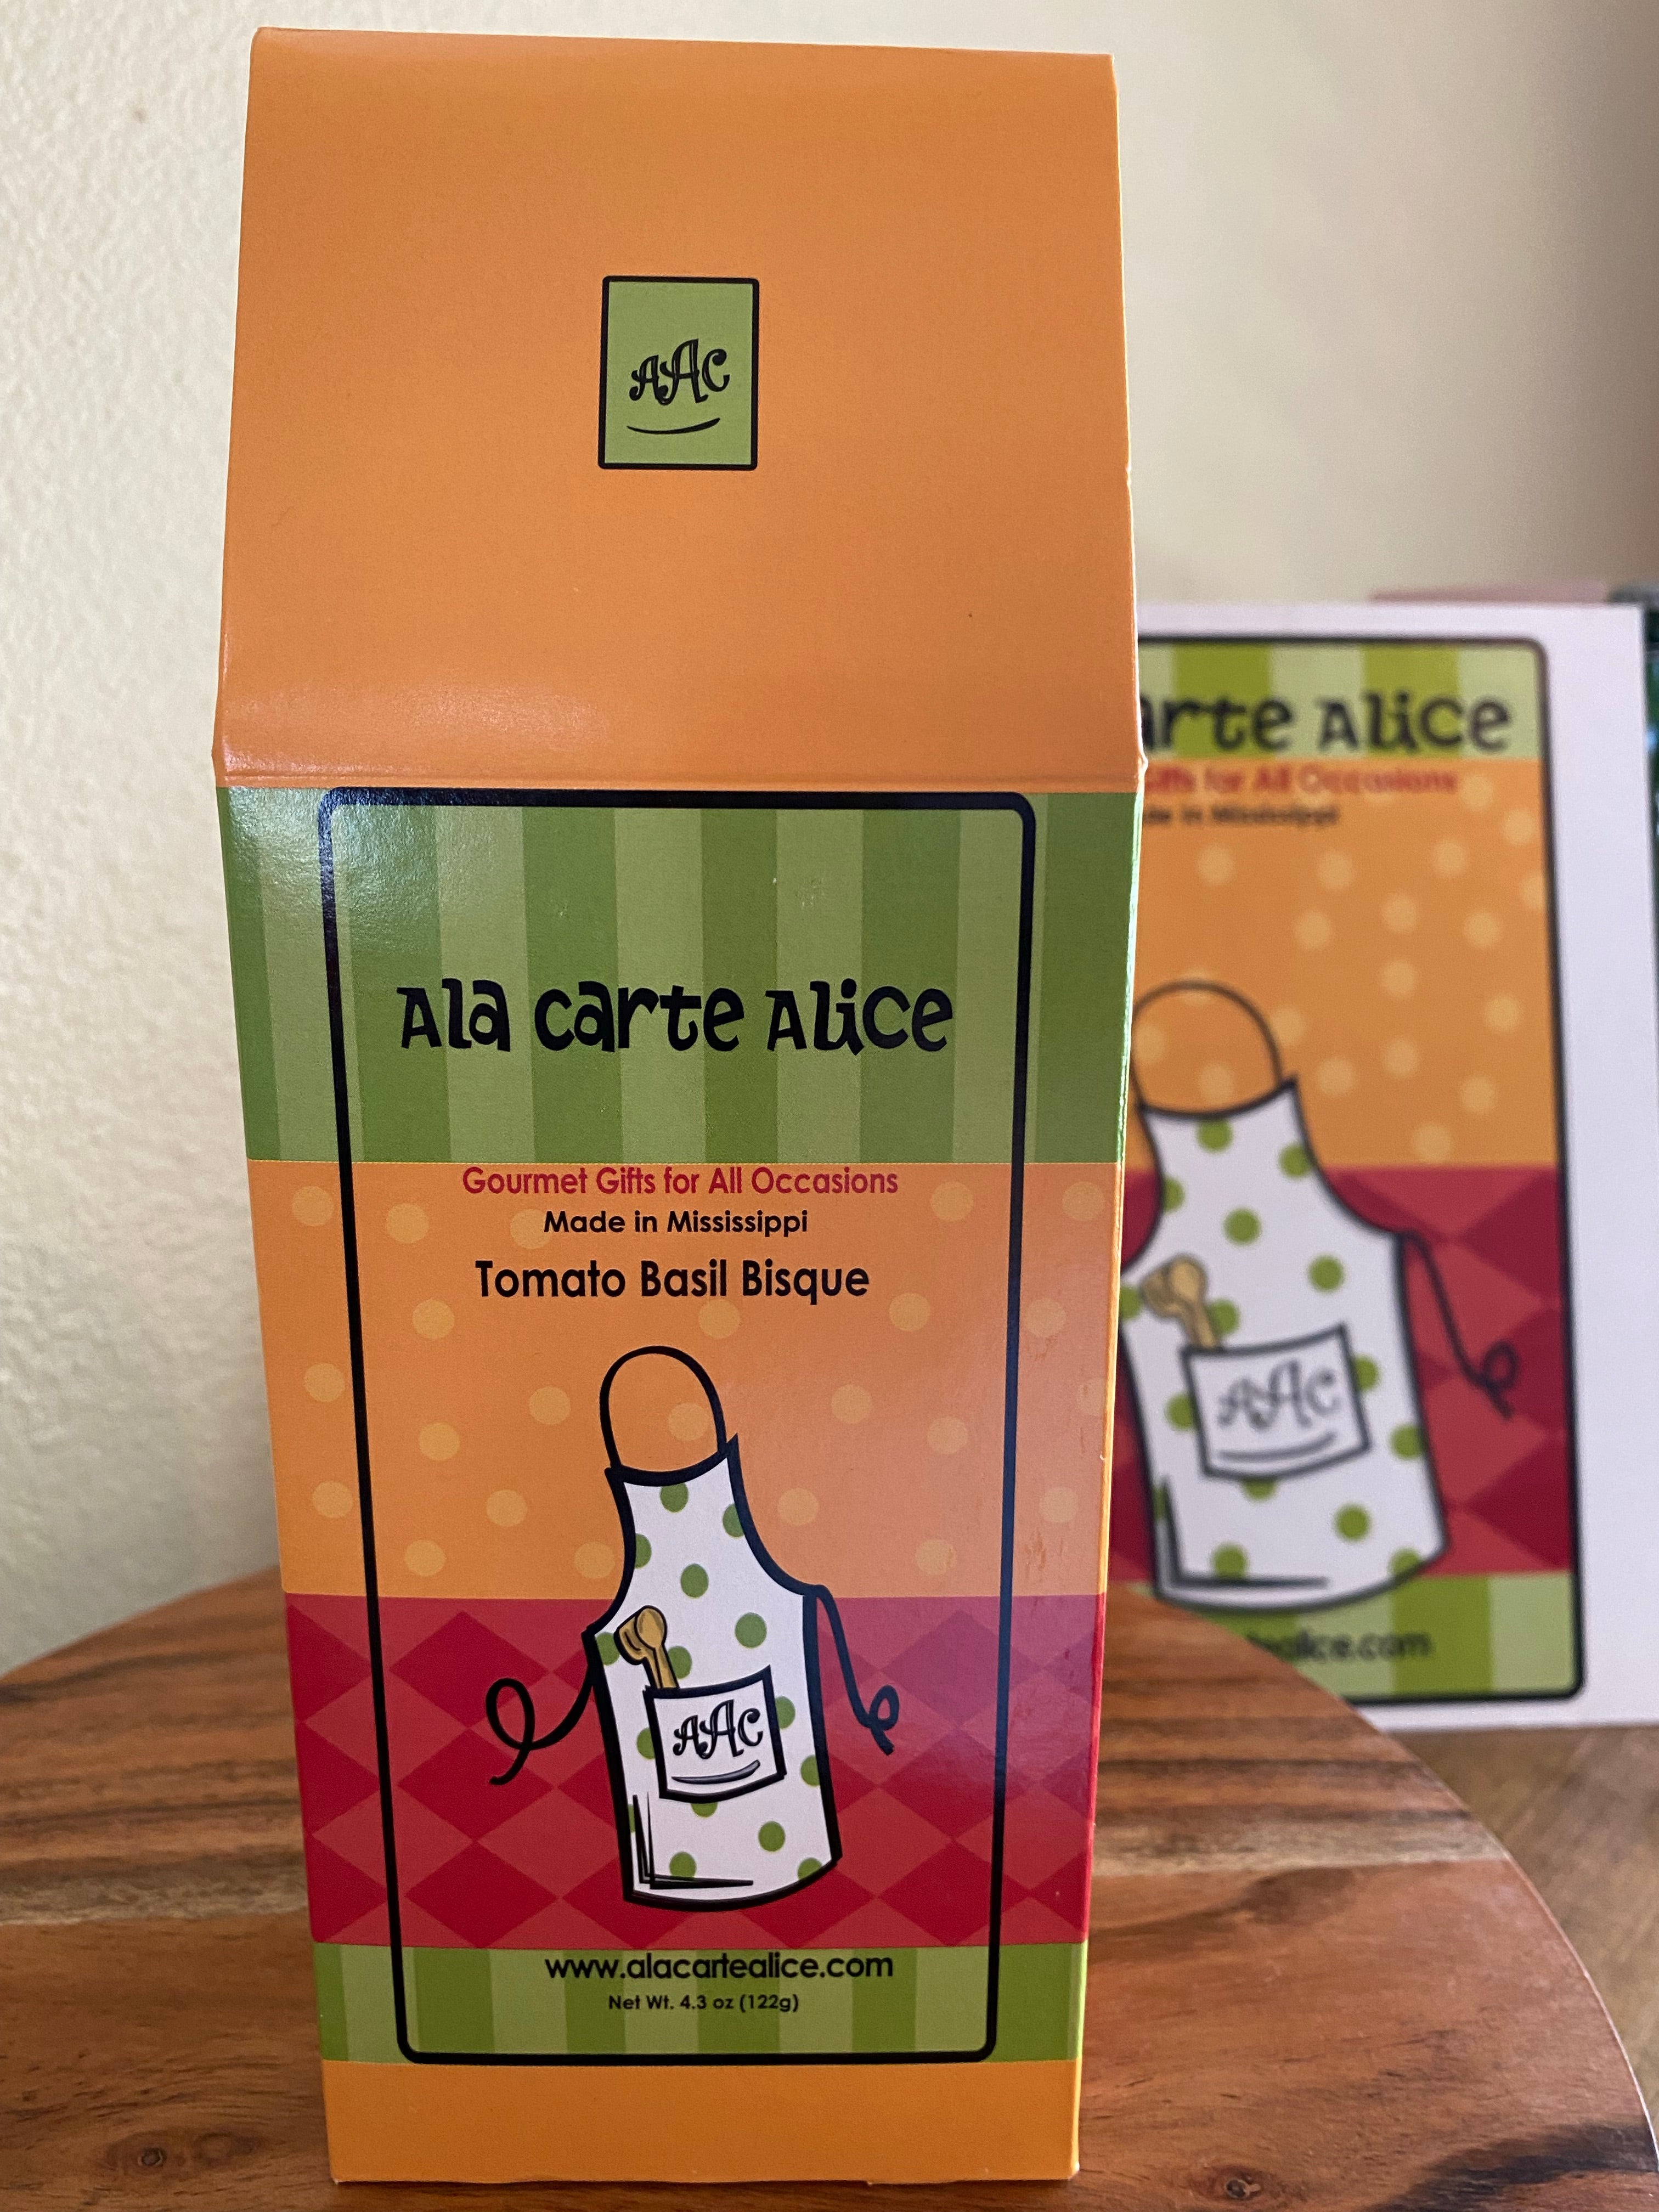 AAC
Ala carte Alice
Gourmet Gifts for All Occasions
Made in Mississippi
Tomato Basil Bisque
AAC
www.alacartealice.com
Net Wt. 4.3 oz (122g)
arte Alice
Gifts for All Occasions
de in Mississippi
AAC
tealice.com